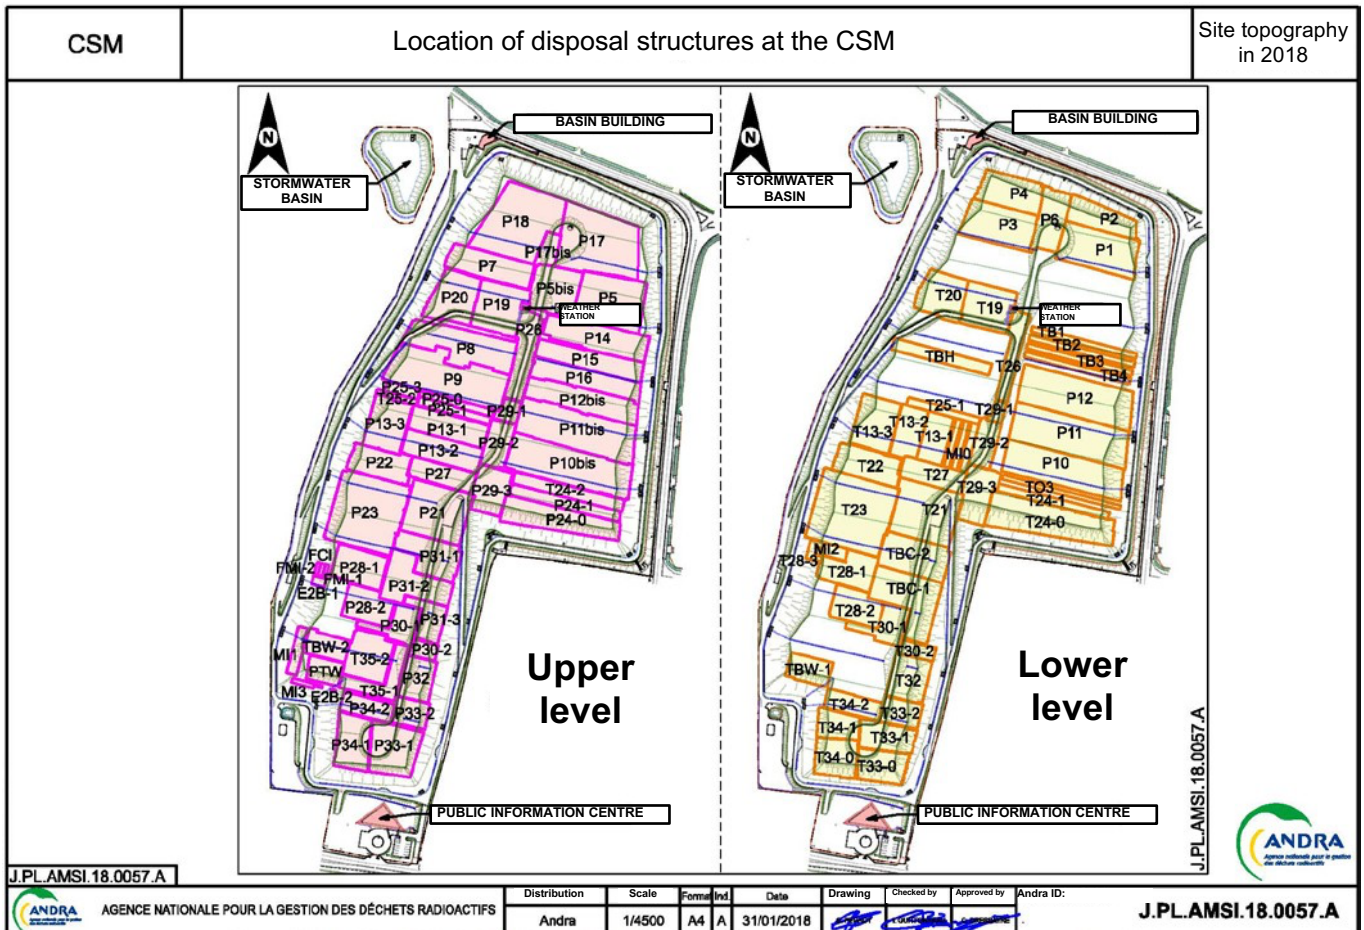 CSM
Location of disposal structures at the CSM
Site topography
in 2018
N
BASIN BUILDING
STORMWATER
BASIN
P18
P17
P17bis
P7
P5bis
P20
P19
P5
WEATHER
STATION
P26
P14
P8
P15
P9
P16
P25-3
T25-2
P25-0
P25-1
P29-1
P12bis
P13-3
P13-1
P11bis
P13-2
P29-2
P22
P27
P10bis
P29-3
T24-2
P24-1
P24-0
P23
P21
FCI
P31-1
FMI-2
P28-1
FMI-1
E2B-1
P31-2
P28-2
P30-1
P31-3
MI1
TBW-2
T35-2
P30-2
PTW
P32
MI3
E2B-2
T35-1
P34-2
P33-2
P34-1
P33-1
Upper
level
PUBLIC INFORMATION CENTRE
N
BASIN BUILDING
STORMWATER
BASIN
P4
P6
P2
P3
P1
T20
T19
WEATHER
STATION
TB1
TB2
TBH
T26
TB3
TB4
P12
T25-1
T29-1
T13-3
T13-2
T13-1
P11
MI0
T29-2
T22
T27
P10
T29-3
TO3
T24-1
T24-0
T23
T21
MI2
TBC-2
T28-3
T28-1
TBC-1
T28-2
T30-1
T30-2
TBW-1
T32
T34-2
T33-2
T34-1
T33-1
T34-0
T33-0
Lower
level
PUBLIC INFORMATION CENTRE
J.PL.AMSI.18.0057.A
ANDRA
Agence nationale pour la gestion
des déchets radioactifs
J.PL.AMSI.18.0057.A
ANDRA
AGENCE NATIONALE POUR LA GESTION DES DÉCHETS RADIOACTIFS
Distribution
Andra
Scale
1/4500
Format
A4
Ind.
A
Date
31/01/2018
Drawing
Checked by
Approved by
Andra ID:
J.PL.AMSI.18.0057.A